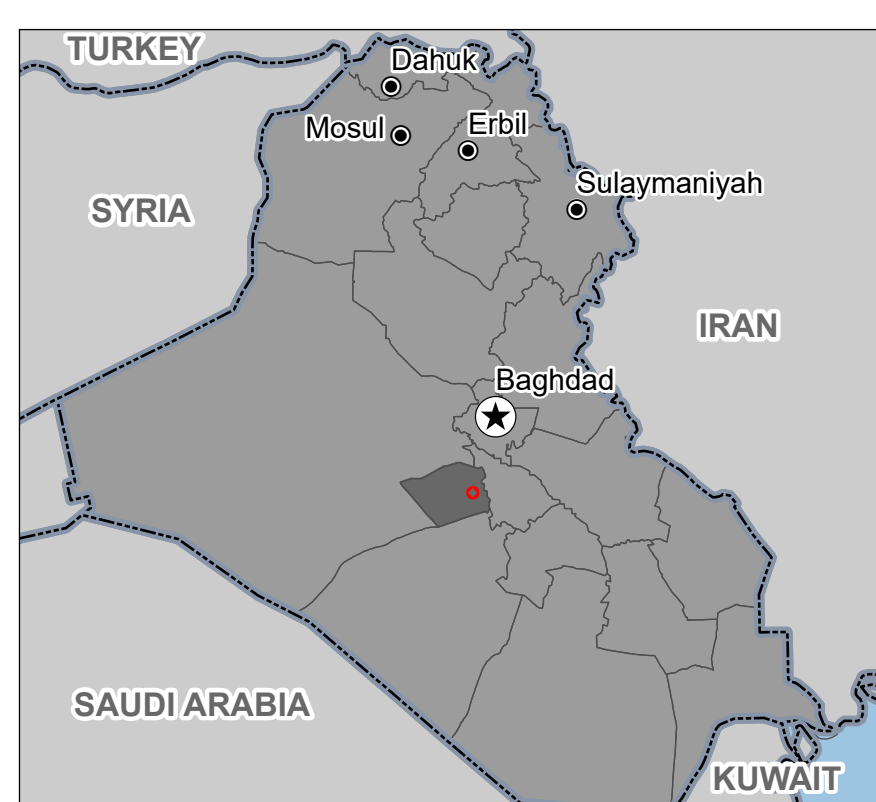 TURKEY
Dahuk
Mosul
Erbil
Sulaymaniyah
SYRIA
IRAN
Baghdad
SAUDI ARABIA
KUWAIT